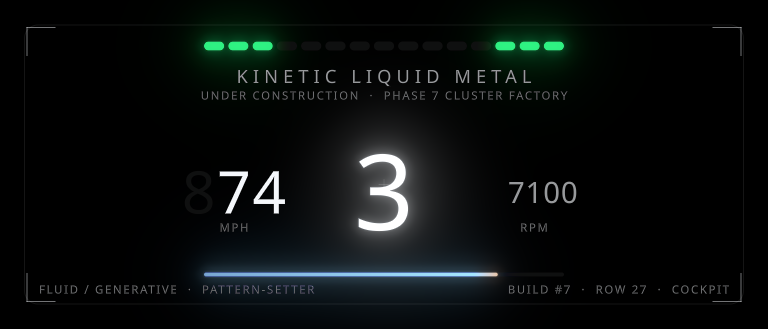 KINETIC LIQUID METAL
UNDER CONSTRUCTION · PHASE 7 CLUSTER FACTORY
874 3 7100
MPH RPM
FLUID / GENERATIVE · PATTERN-SETTER BUILD #7 · ROW 27 · COCKPIT